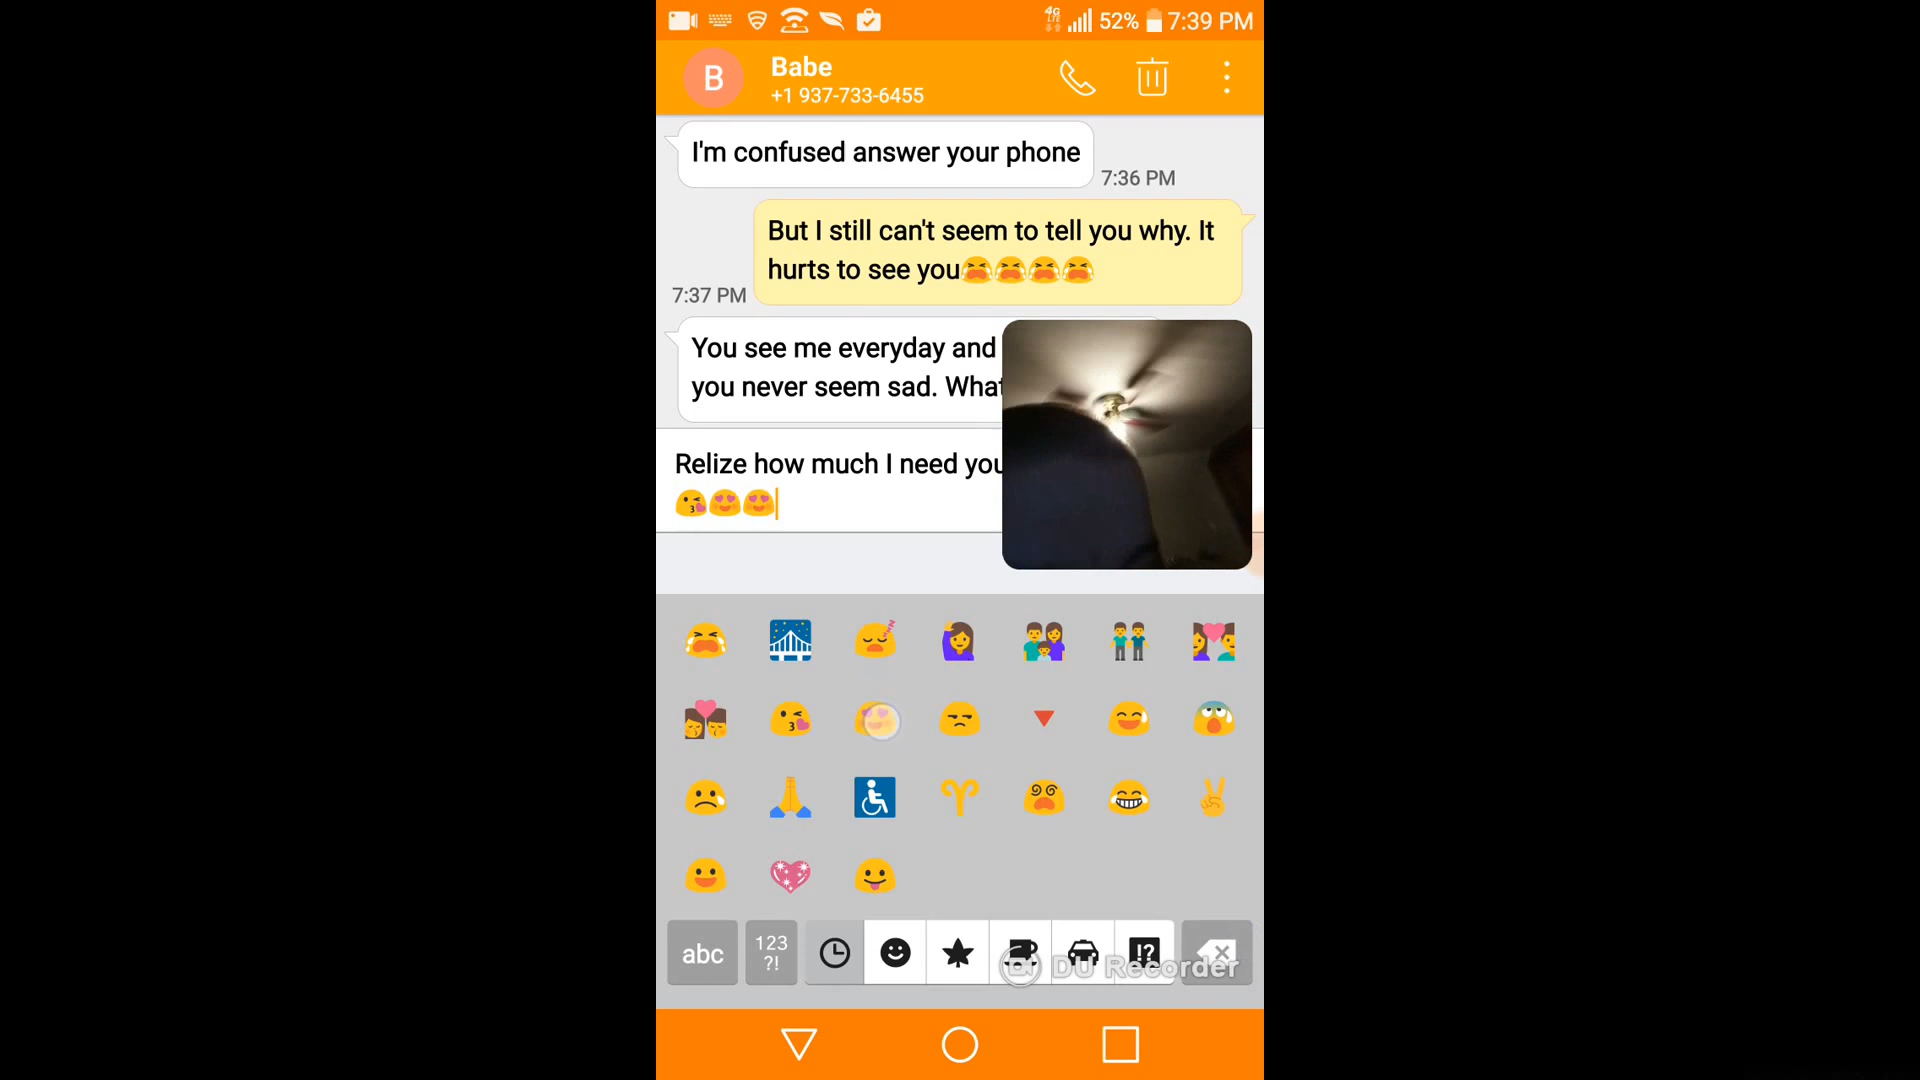 4G LTE 52% 7:39 PM
B
Babe
+1 937-733-6455
I'm confused answer your phone
7:36 PM
But I still can't seem to tell you why. It
hurts to see you😭😭😭😭
7:37 PM
You see me everyday and
you never seem sad. What
Relize how much I need you
😘😍😍
abc
123
?!
!?
DU Recorder